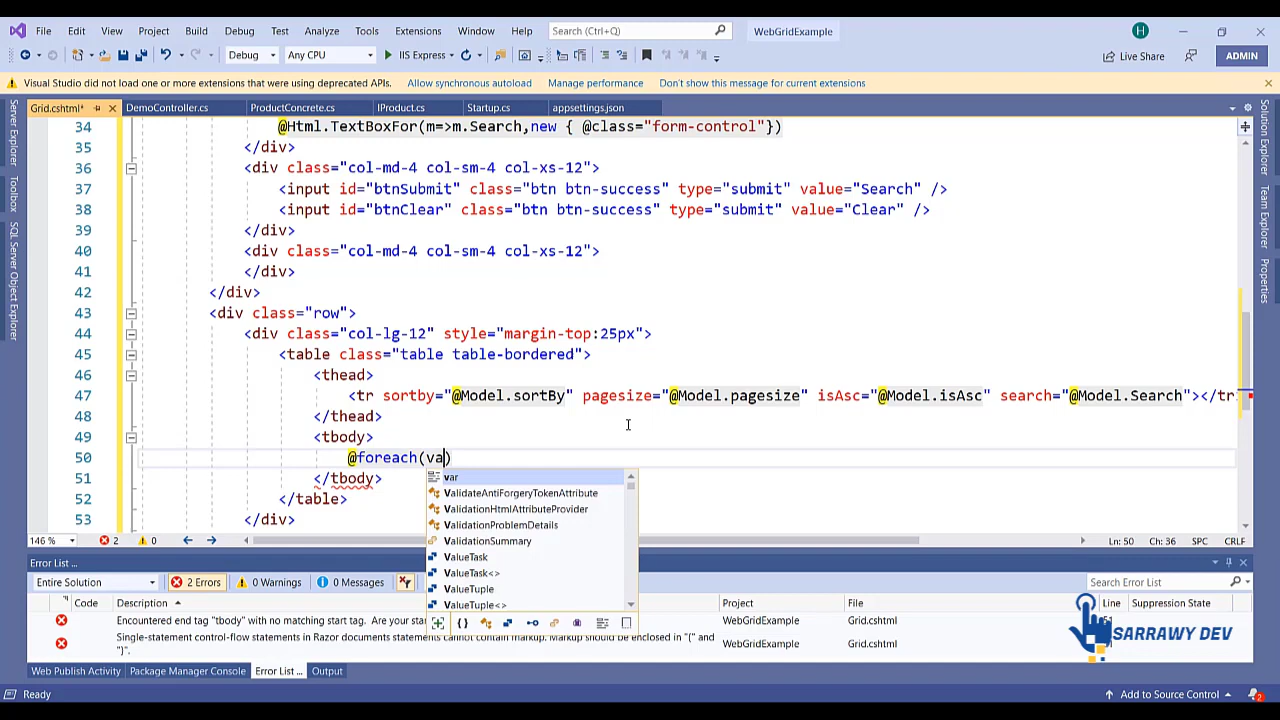 File Edit View Project Build Debug Test Analyze Tools Extensions Window Help Search (Ctrl+Q) WebGridExample H
Debug Any CPU IIS Express Live Share ADMIN
Visual Studio did not load one or more extensions that were using deprecated APIs. Allow synchronous autoload Manage performance Don't show this message for current extensions
Server Explorer
Toolbox
SQL Server Object Explorer
Grid.cshtml* DemoController.cs ProductConcrete.cs IProduct.cs Startup.cs appsettings.json
34 @Html.TextBoxFor(m=>m.Search,new { @class="form-control"})
35 </div>
36 <div class="col-md-4 col-sm-4 col-xs-12">
37 <input id="btnSubmit" class="btn btn-success" type="submit" value="Search" />
38 <input id="btnClear" class="btn btn-success" type="submit" value="Clear" />
39 </div>
40 <div class="col-md-4 col-sm-4 col-xs-12">
41 </div>
42 </div>
43 <div class="row">
44 <div class="col-lg-12" style="margin-top:25px">
45 <table class="table table-bordered">
46 <thead>
47 <tr sortby="@Model.sortBy" pagesize="@Model.pagesize" isAsc="@Model.isAsc" search="@Model.Search"></tr
48 </thead>
49 <tbody>
50 @foreach(va)
51 </tbody>
52 </table>
53 </div>
var
ValidateAntiForgeryTokenAttribute
ValidationHtmlAttributeProvider
ValidationProblemDetails
ValidationSummary
ValueTask
ValueTask<>
ValueTuple
ValueTuple<>
Solution Explorer
Team Explorer
Properties
146 % 2 0 Ln: 50 Ch: 36 SPC CRLF
Error List ...
Entire Solution 2 Errors 0 Warnings 0 Messages Search Error List
Code Description Project File Line Suppression State
Encountered end tag "tbody" with no matching start tag. Are your star WebGridExample Grid.cshtml
Single-statement control-flow statements in Razor documents statements cannot contain markup. Markup should be enclosed in "{" and "}". WebGridExample Grid.cshtml
SARRAWY DEV
Web Publish Activity Package Manager Console Error List ... Output
Ready Add to Source Control 2